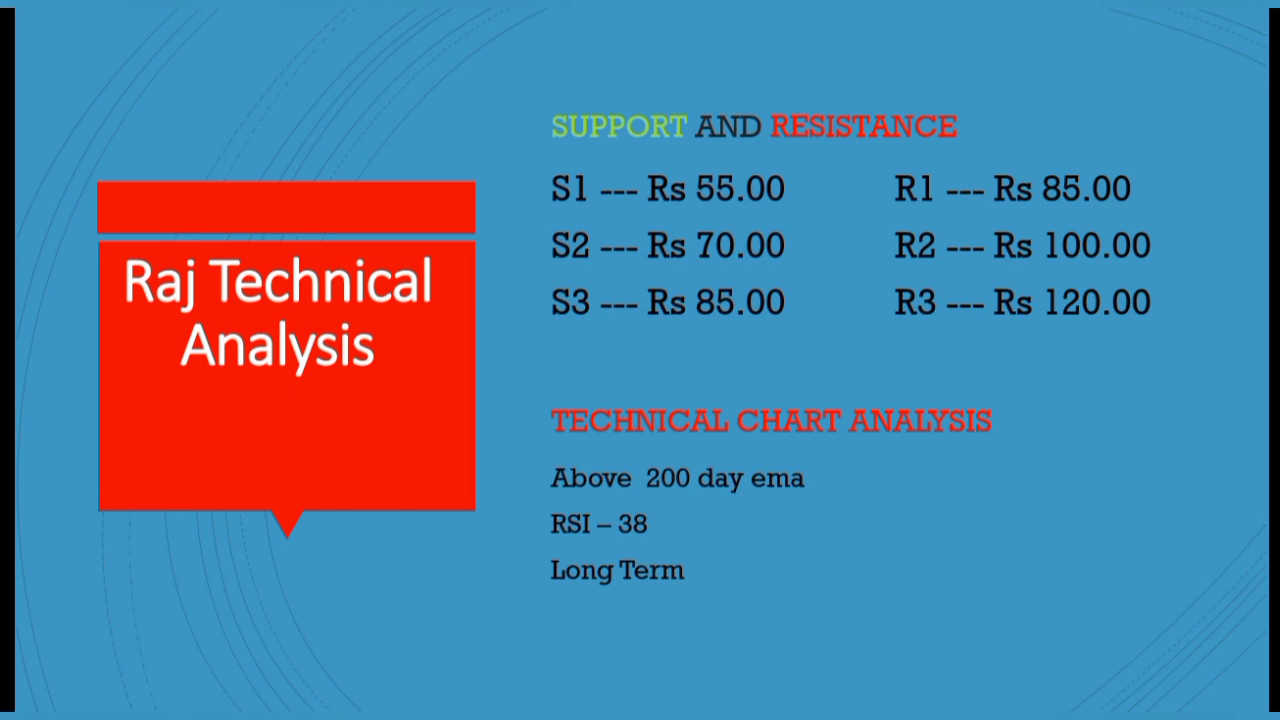 Raj Technical
Analysis
SUPPORT AND RESISTANCE
S1 --- Rs 55.00 R1 --- Rs 85.00
S2 --- Rs 70.00 R2 --- Rs 100.00
S3 --- Rs 85.00 R3 --- Rs 120.00
TECHNICAL CHART ANALYSIS
Above 200 day ema
RSI – 38
Long Term